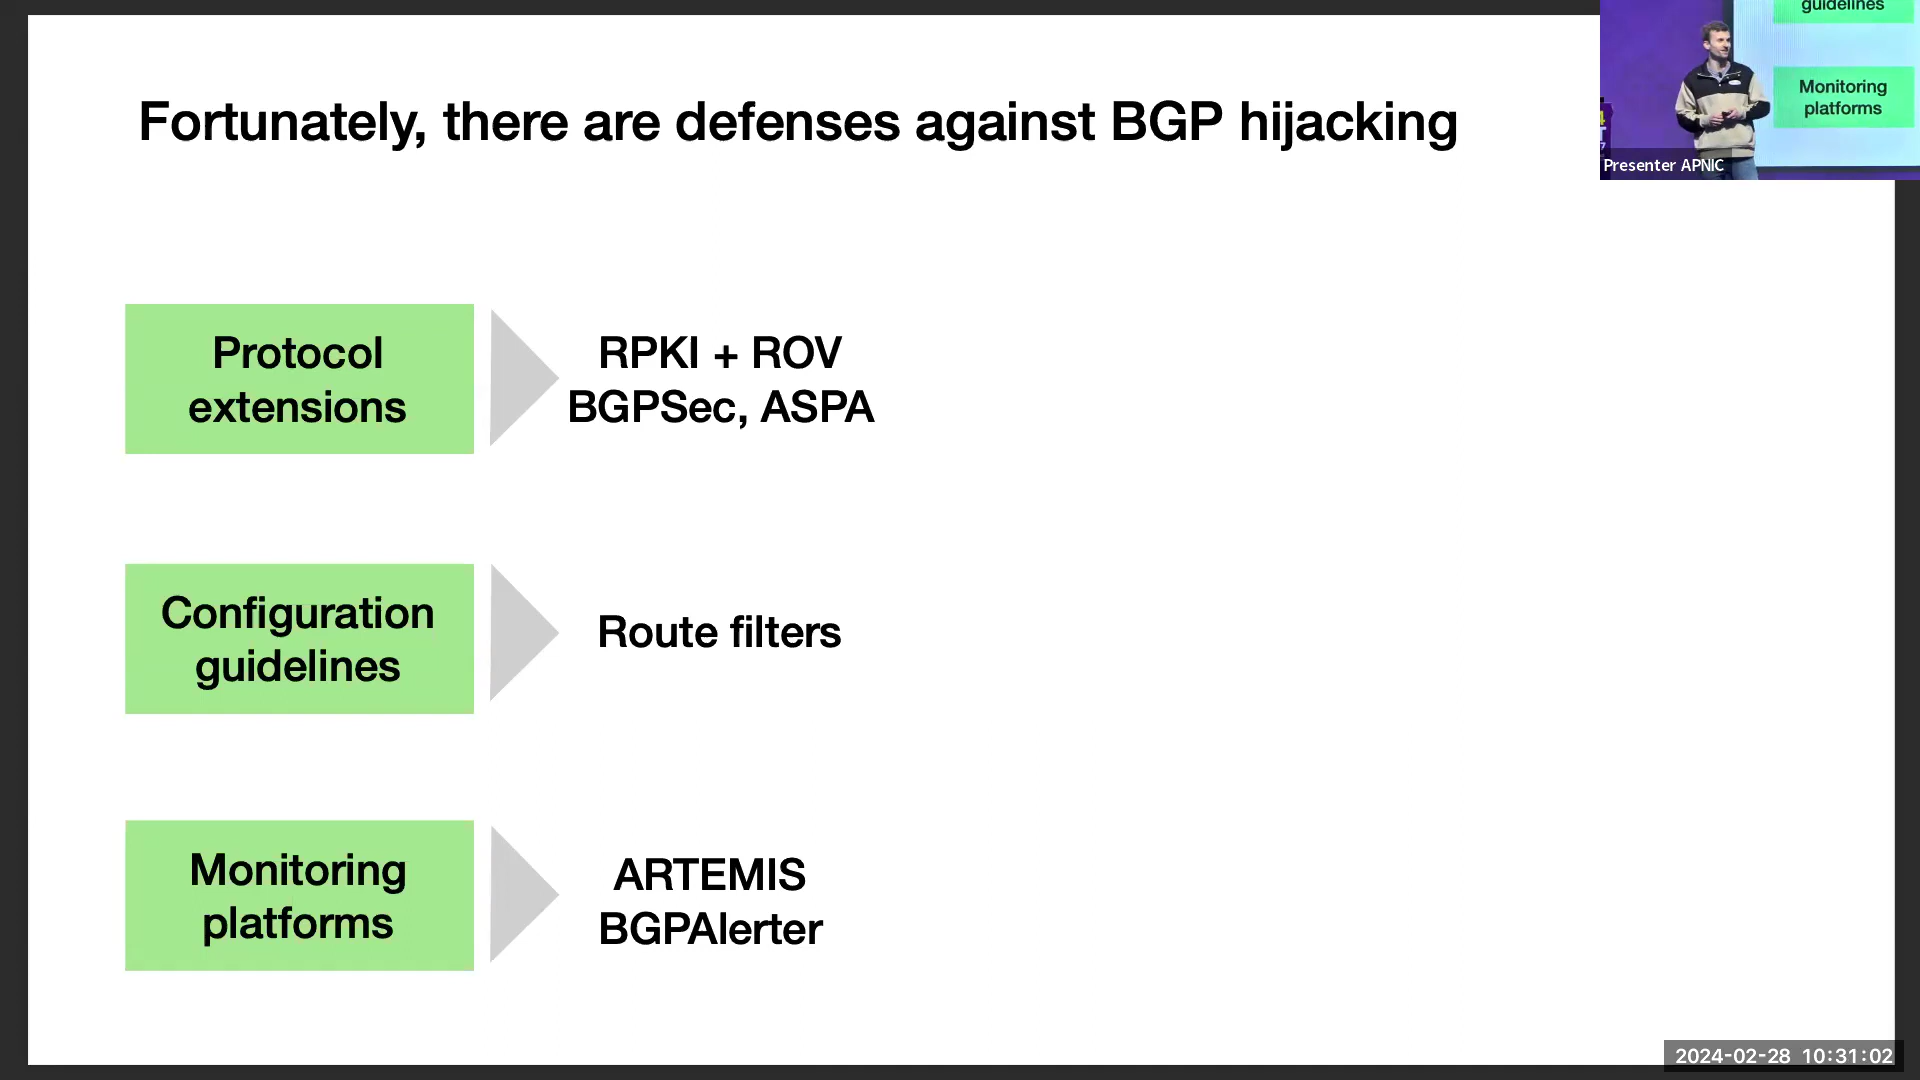 Fortunately, there are defenses against BGP hijacking
Protocol
extensions
RPKI + ROV
BGPSec, ASPA
Configuration
guidelines
Route filters
Monitoring
platforms
ARTEMIS
BGPAlerter
guidelines
Monitoring
platforms
Presenter APNIC
2024-02-28 10:31:02